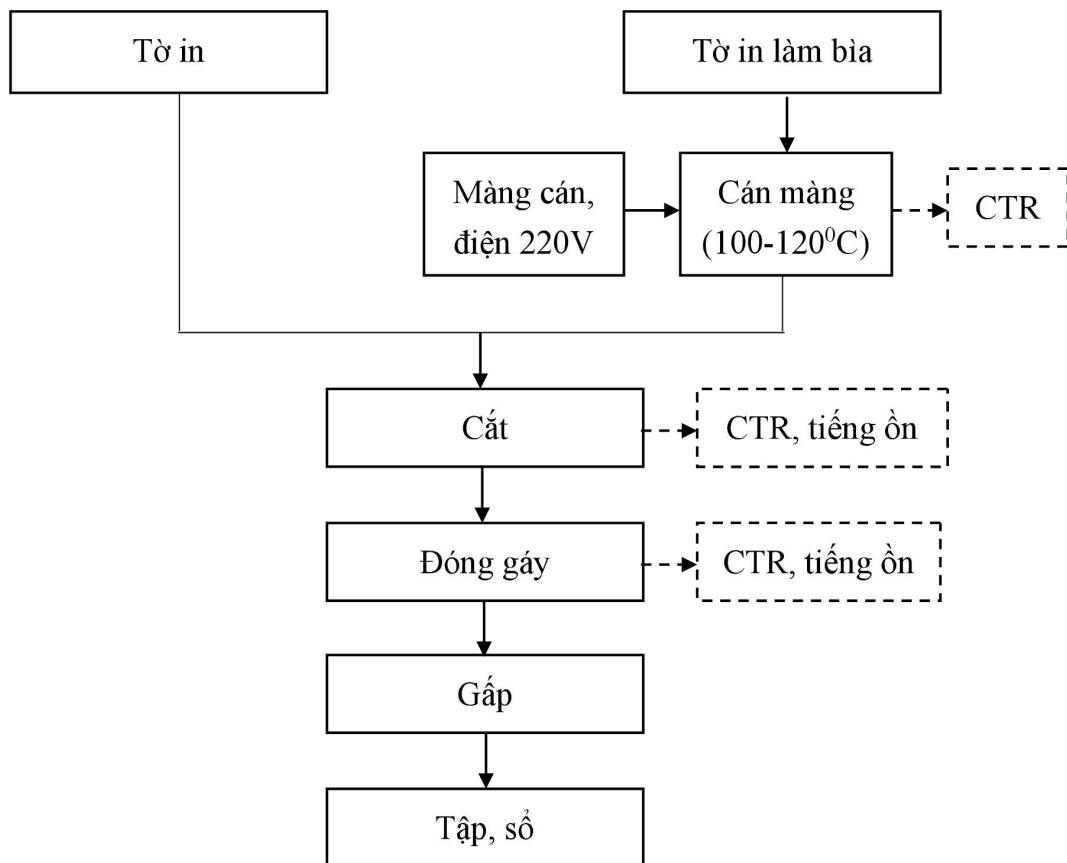 Tờ in
Tờ in làm bìa
Màng cán,
điện 220V
Cán màng
(100-120⁰C)
CTR
Cắt
CTR, tiếng ồn
Đóng gáy
CTR, tiếng ồn
Gấp
Tập, sổ